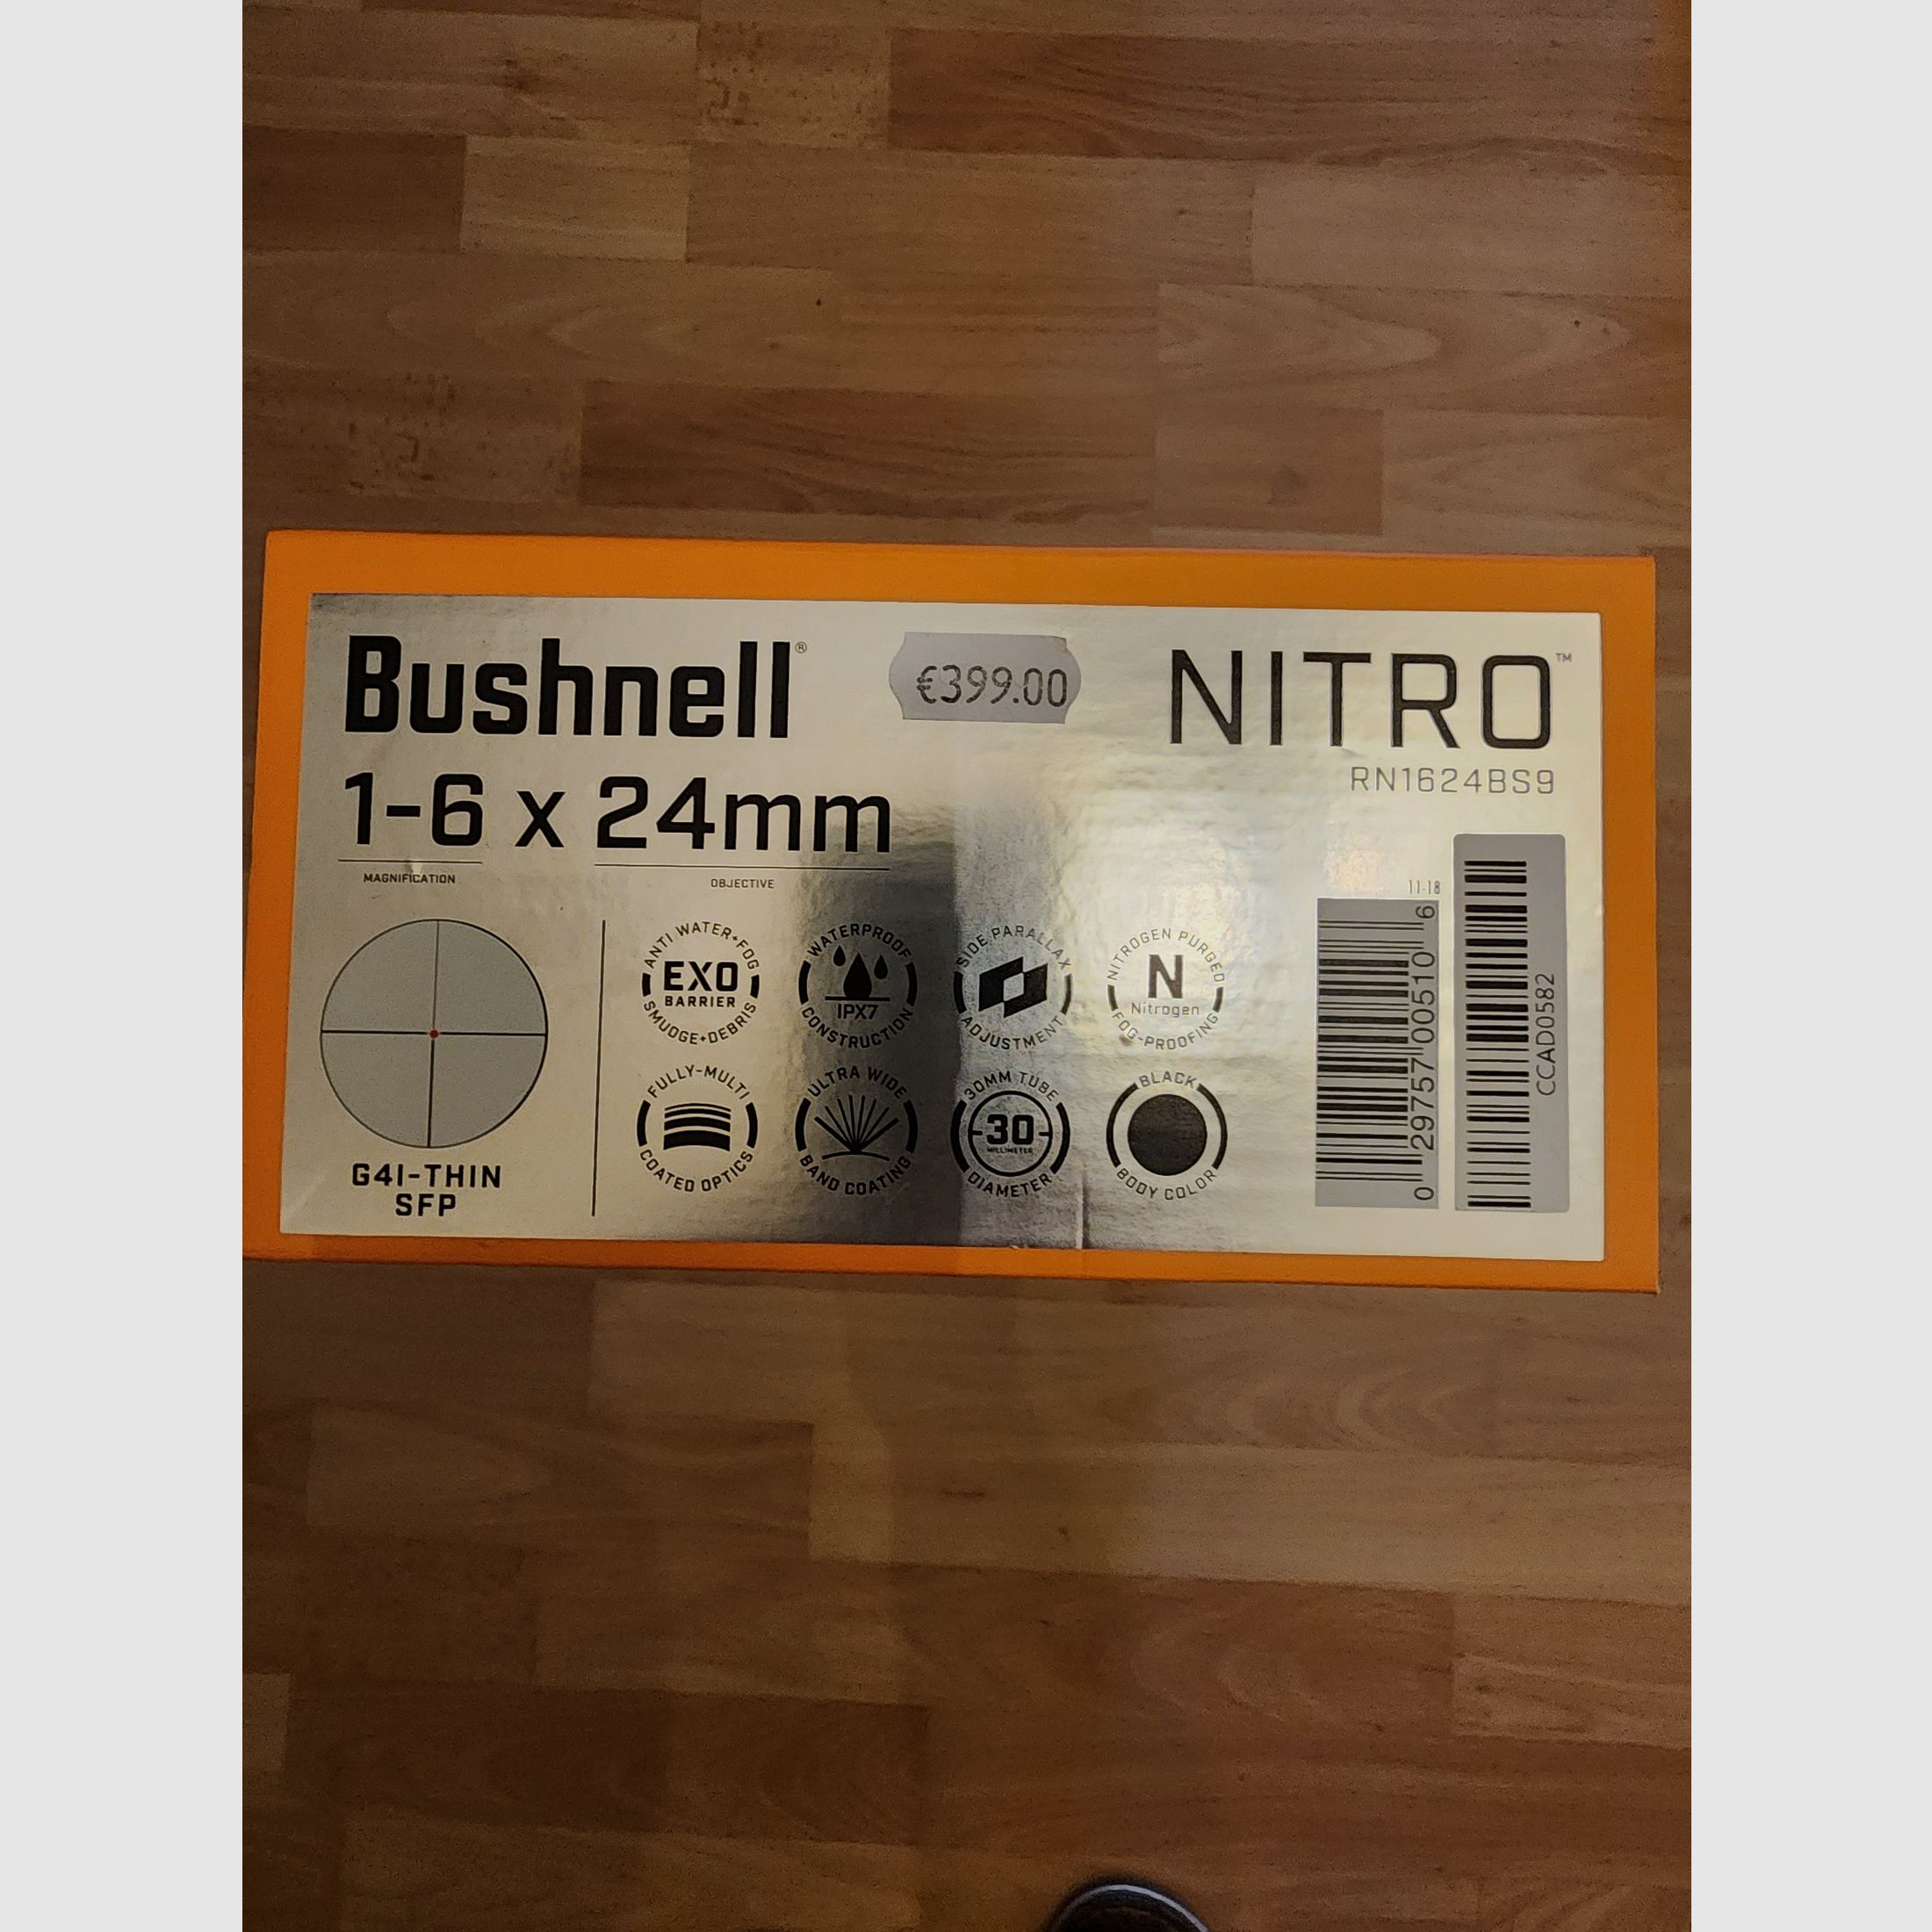 Bushnell®
€399.00
NITRO™
RN1624BS9
1-6 x 24mm
MAGNIFICATION
OBJECTIVE
G4I-THIN
SFP
ANTI WATER+FOG
EXO
BARRIER
SMUDGE+DEBRIS
WATERPROOF
IPX7
CONSTRUCTION
SIDE PARALLAX
ADJUSTMENT
NITROGEN PURGED
N
Nitrogen
FOG-PROOFING
FULLY-MULTI
COATED OPTICS
ULTRA WIDE
BAND COATING
30MM TUBE
30
MILLIMETER
DIAMETER
BLACK
BODY COLOR
11-18
0 29757 00510 6
CCAD0582